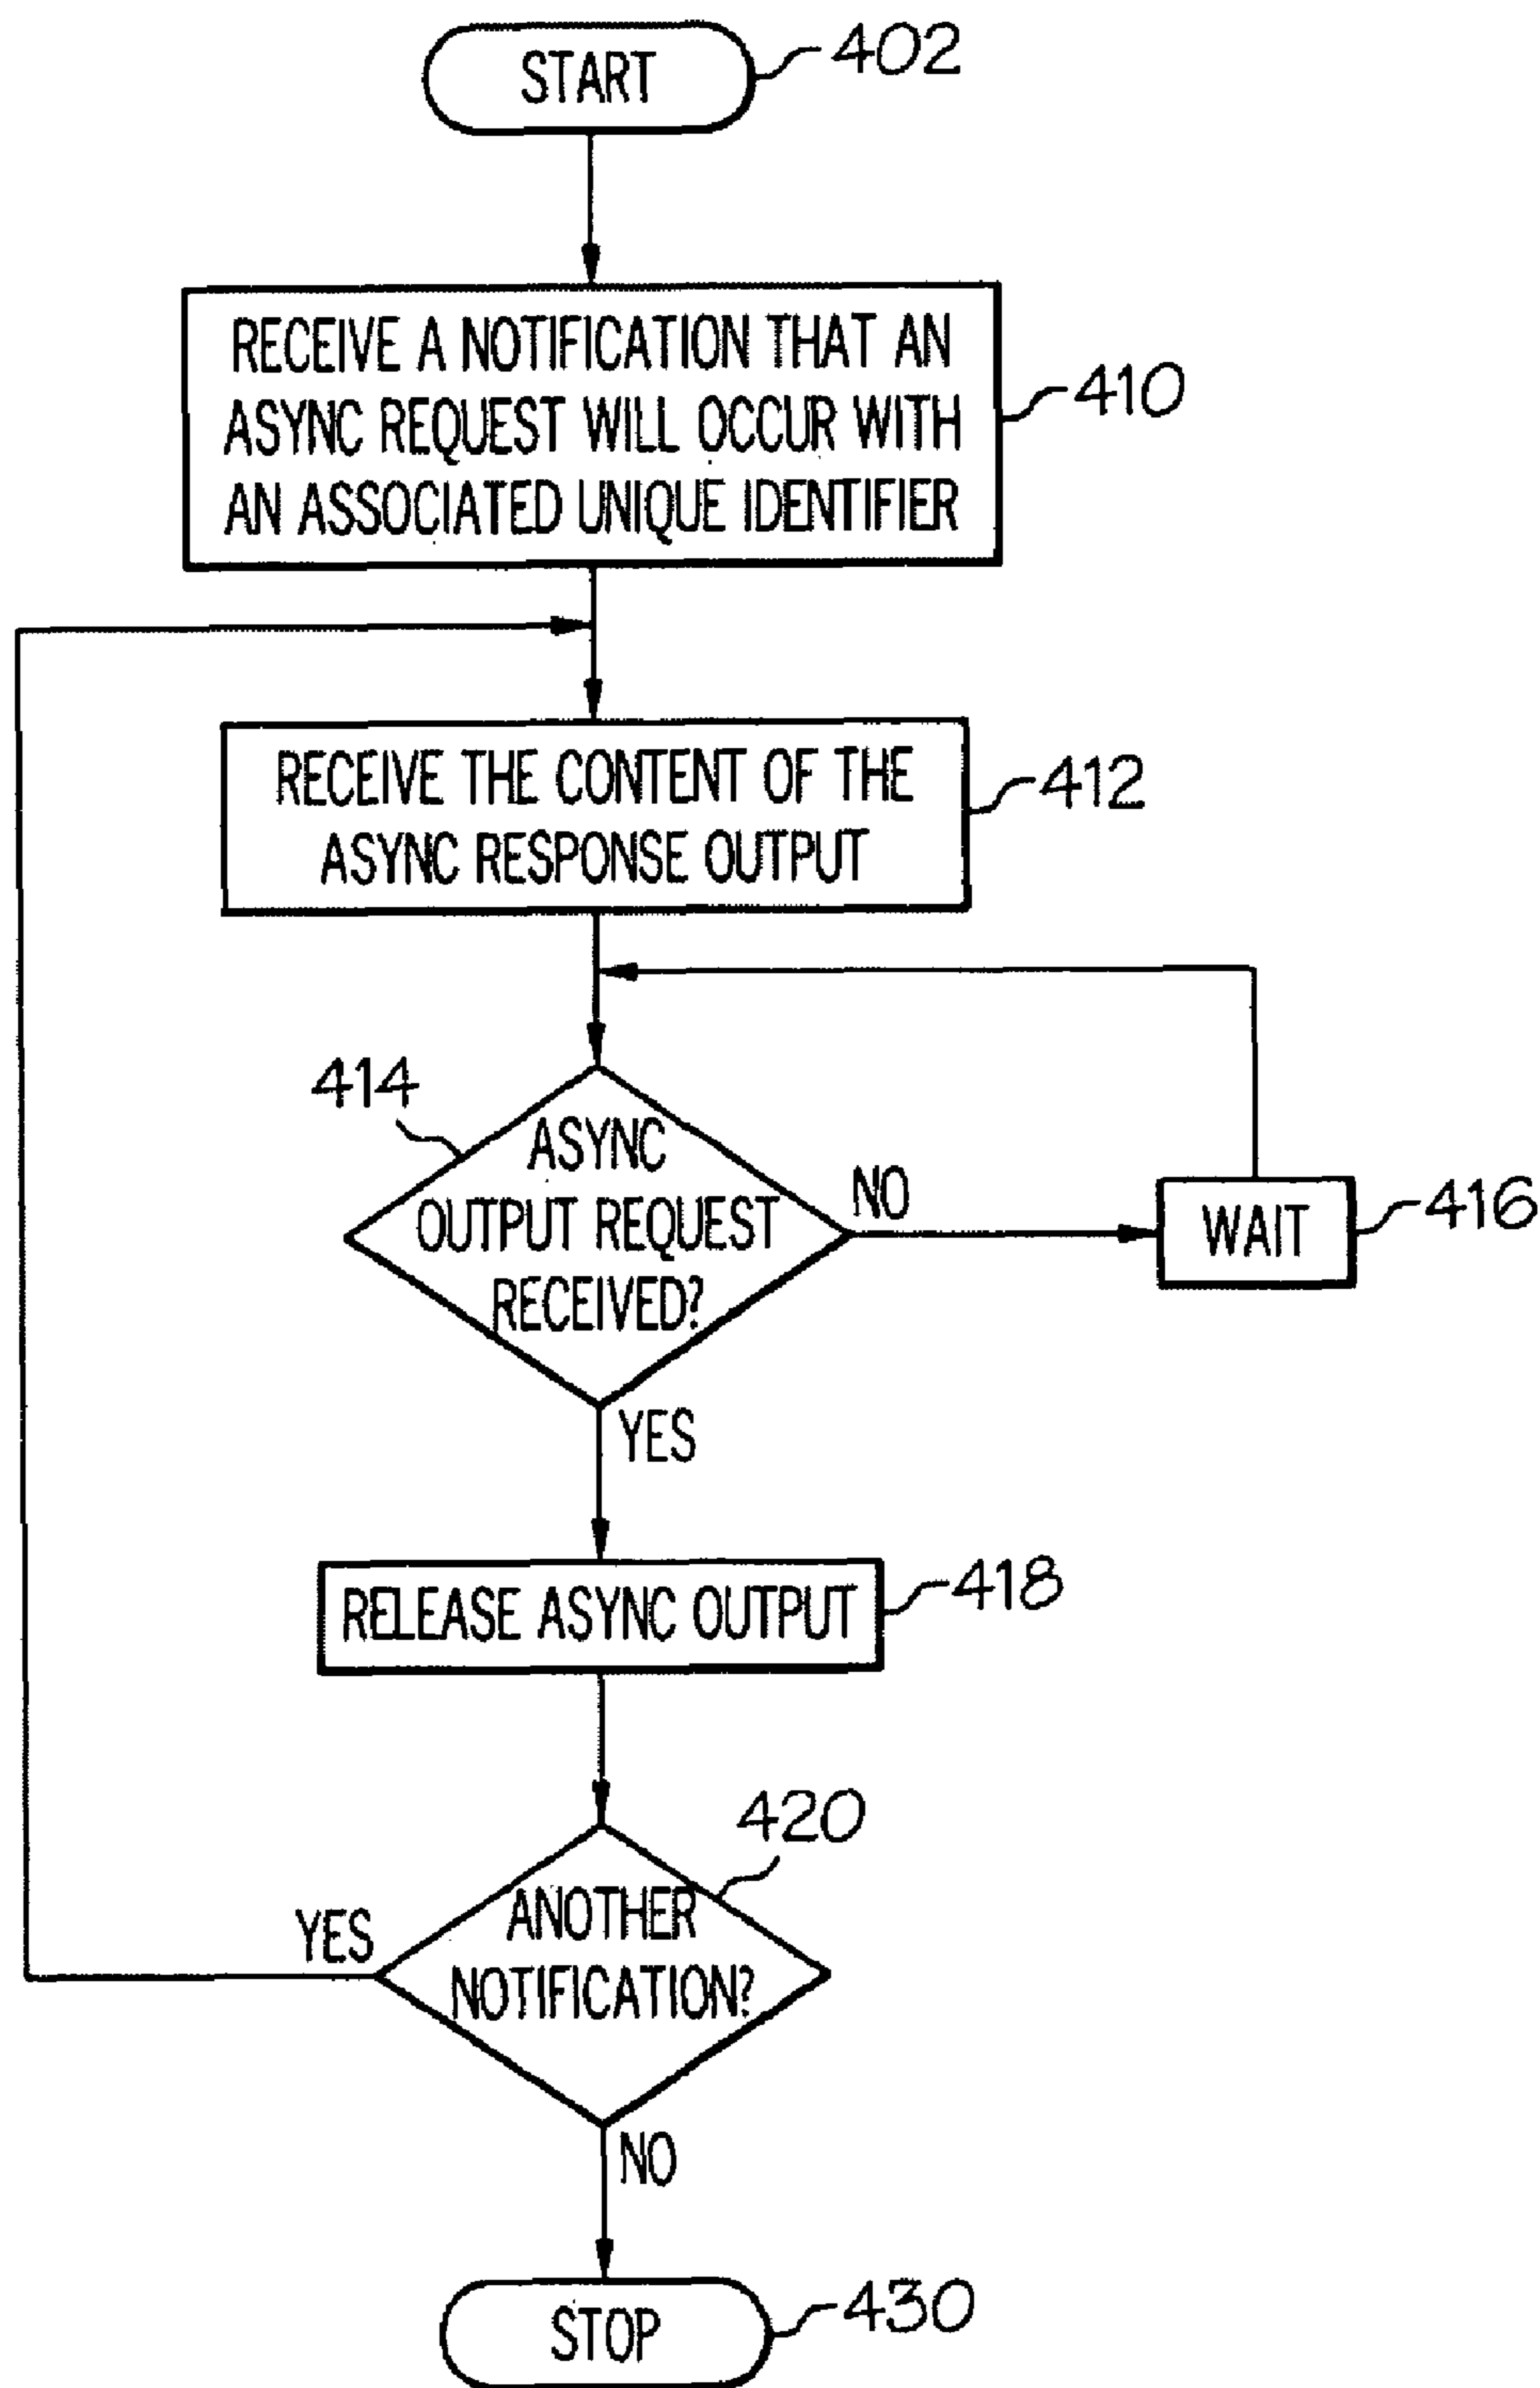 START
402
RECEIVE A NOTIFICATION THAT AN
ASYNC REQUEST WILL OCCUR WITH
AN ASSOCIATED UNIQUE IDENTIFIER
410
RECEIVE THE CONTENT OF THE
ASYNC RESPONSE OUTPUT
412
414
ASYNC
OUTPUT REQUEST
RECEIVED?
NO
WAIT
416
YES
RELEASE ASYNC OUTPUT
418
420
ANOTHER
NOTIFICATION?
YES
NO
STOP
430